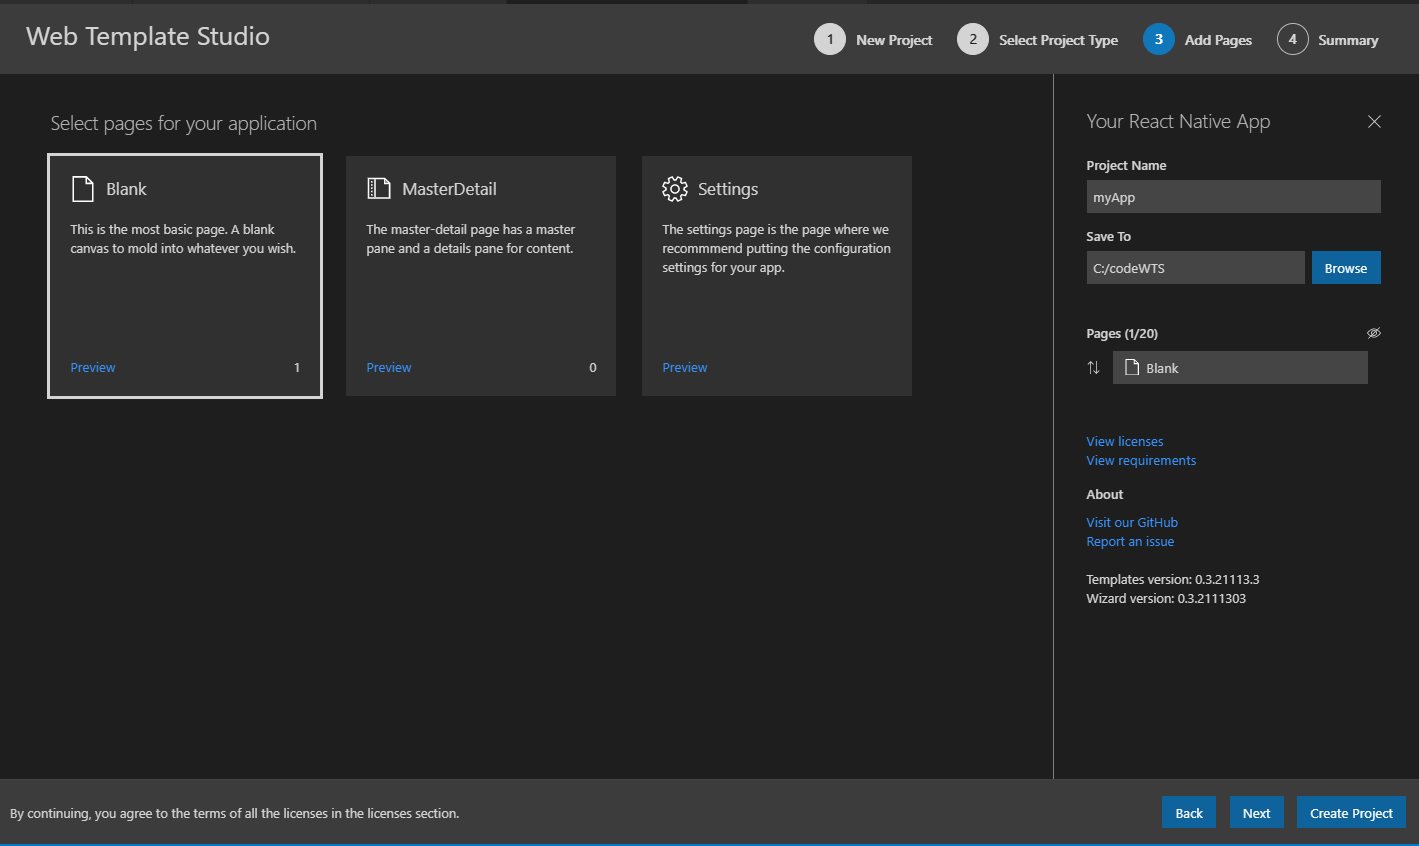 Web Template Studio
1 New Project
2 Select Project Type
3 Add Pages
4 Summary
Select pages for your application
Blank
This is the most basic page. A blank
canvas to mold into whatever you wish.
Preview 1
MasterDetail
The master-detail page has a master
pane and a details pane for content.
Preview 0
Settings
The settings page is the page where we
recommmend putting the configuration
settings for your app.
Preview
Your React Native App
Project Name
myApp
Save To
C:/codeWTS Browse
Pages (1/20)
Blank
View licenses
View requirements
About
Visit our GitHub
Report an issue
Templates version: 0.3.21113.3
Wizard version: 0.3.2111303
By continuing, you agree to the terms of all the licenses in the licenses section.
Back Next Create Project